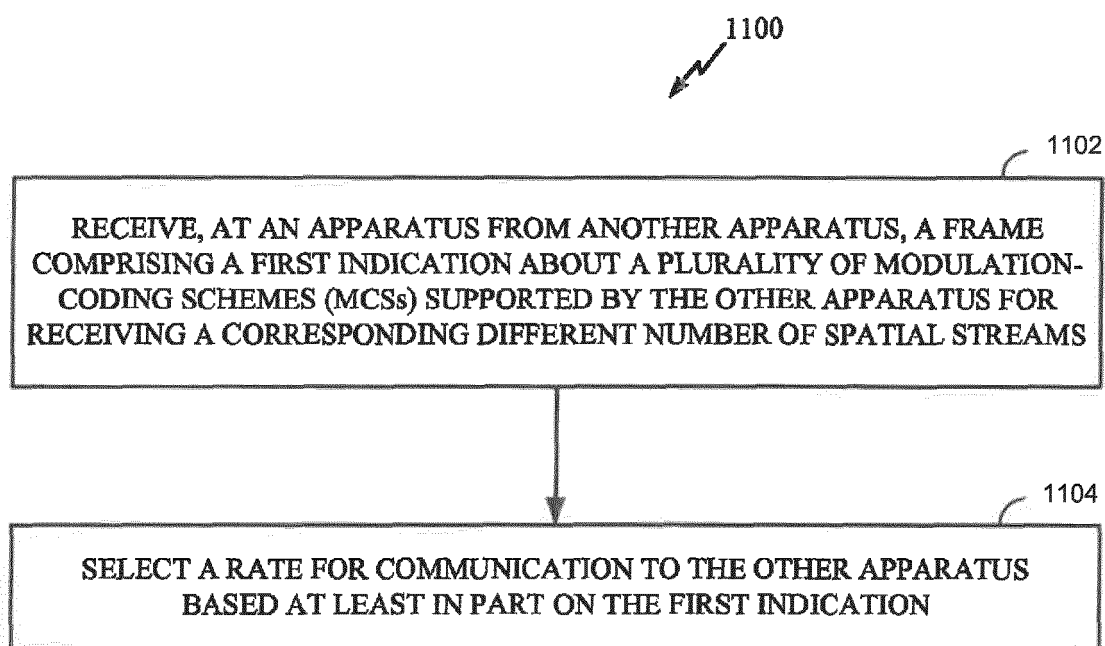 1100
1102
RECEIVE, AT AN APPARATUS FROM ANOTHER APPARATUS, A FRAME
COMPRISING A FIRST INDICATION ABOUT A PLURALITY OF MODULATION-
CODING SCHEMES (MCSs) SUPPORTED BY THE OTHER APPARATUS FOR
RECEIVING A CORRESPONDING DIFFERENT NUMBER OF SPATIAL STREAMS
1104
SELECT A RATE FOR COMMUNICATION TO THE OTHER APPARATUS
BASED AT LEAST IN PART ON THE FIRST INDICATION